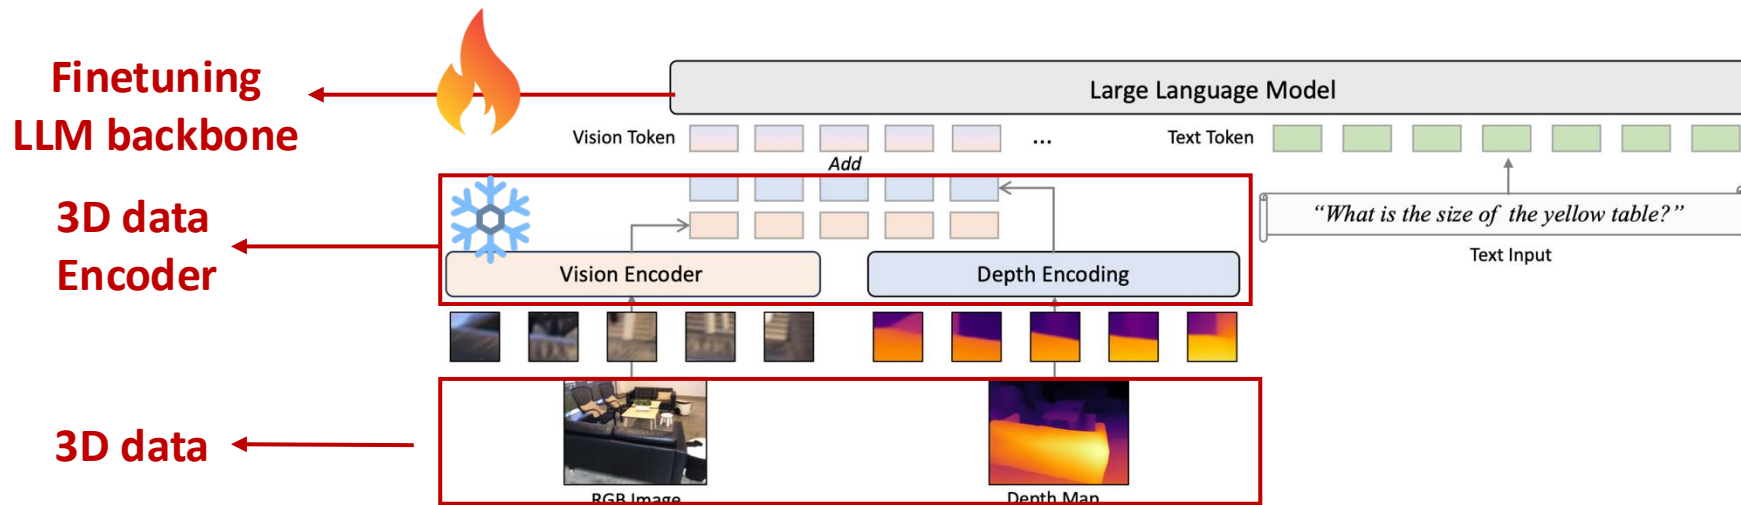 Finetuning
LLM backbone
Large Language Model
Vision Token
...
Text Token
Add
3D data
Encoder
"What is the size of the yellow table?"
Text Input
Vision Encoder
Depth Encoding
3D data
RGB Image
Depth Map